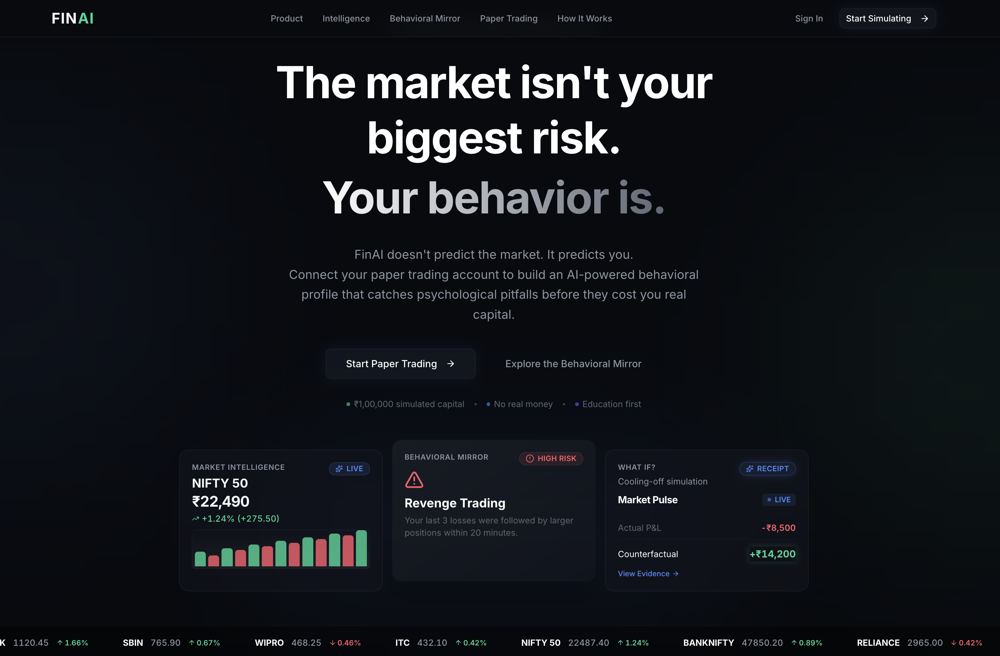 FINAI
Product Intelligence Behavioral Mirror Paper Trading How It Works
Sign In Start Simulating →
The market isn't your
biggest risk.
Your behavior is.
FinAI doesn't predict the market. It predicts you.
Connect your paper trading account to build an AI-powered behavioral
profile that catches psychological pitfalls before they cost you real
capital.
Start Paper Trading →
Explore the Behavioral Mirror
₹1,00,000 simulated capital • No real money • Education first
MARKET INTELLIGENCE
LIVE
NIFTY 50
₹22,490
+1.24% (+275.50)
BEHAVIORAL MIRROR
HIGH RISK
Revenge Trading
Your last 3 losses were followed by larger
positions within 20 minutes.
WHAT IF?
RECEIPT
Cooling-off simulation
Market Pulse
LIVE
Actual P&L -₹8,500
Counterfactual +₹14,200
View Evidence →
K 1120.45 ↑ 1.66% SBIN 765.90 ↑ 0.67% WIPRO 468.25 ↓ 0.46% ITC 432.10 ↑ 0.42% NIFTY 50 22487.40 ↑ 1.24% BANKNIFTY 47850.20 ↑ 0.89% RELIANCE 2965.00 ↓ 0.42%